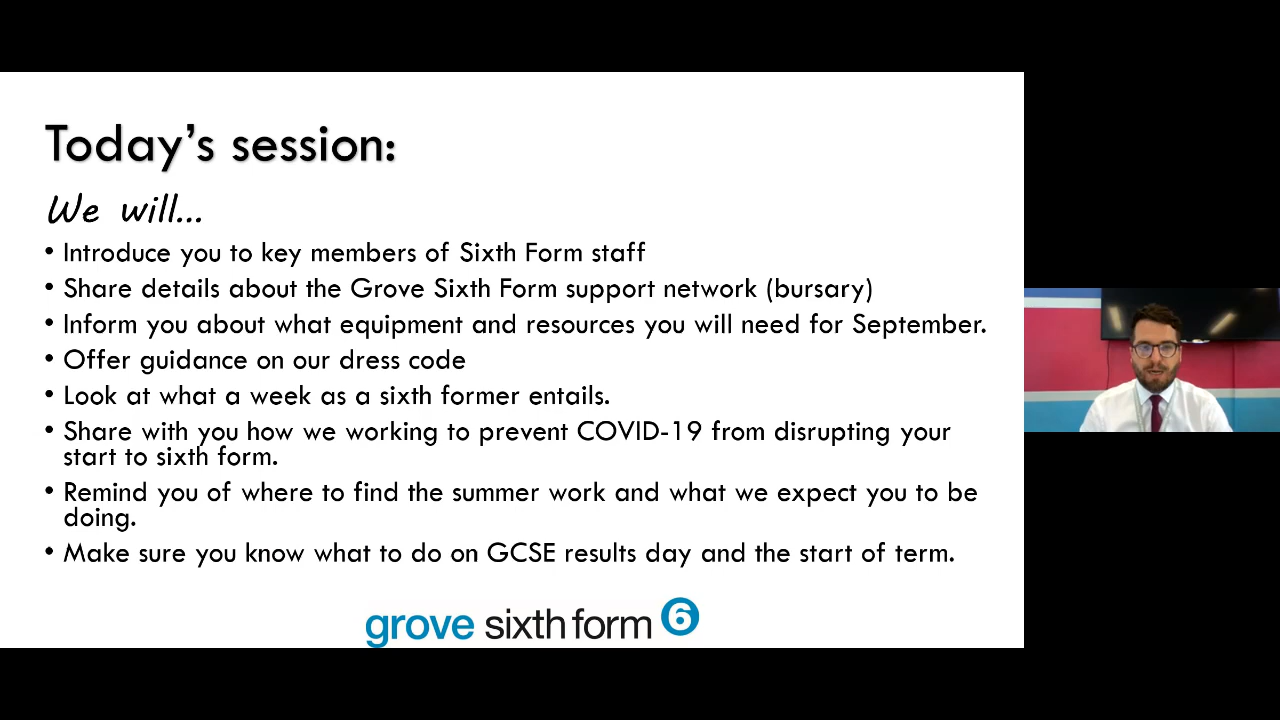 Today’s session:
We will...
• Introduce you to key members of Sixth Form staff
• Share details about the Grove Sixth Form support network (bursary)
• Inform you about what equipment and resources you will need for September.
• Offer guidance on our dress code
• Look at what a week as a sixth former entails.
• Share with you how we working to prevent COVID-19 from disrupting your
start to sixth form.
• Remind you of where to find the summer work and what we expect you to be
doing.
• Make sure you know what to do on GCSE results day and the start of term.
grove sixth form 6